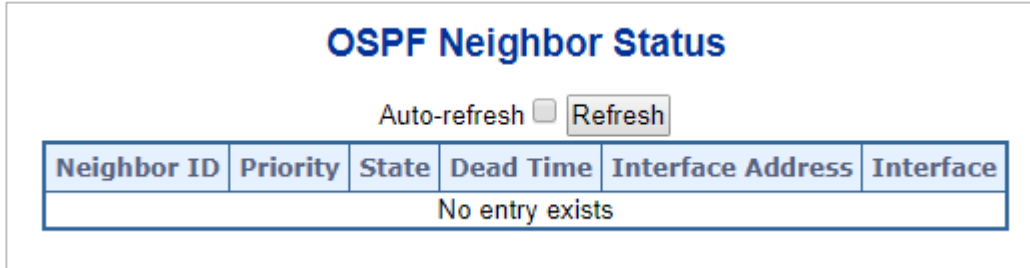 OSPF Neighbor Status
Auto-refresh Refresh
Neighbor ID Priority State Dead Time Interface Address Interface
No entry exists